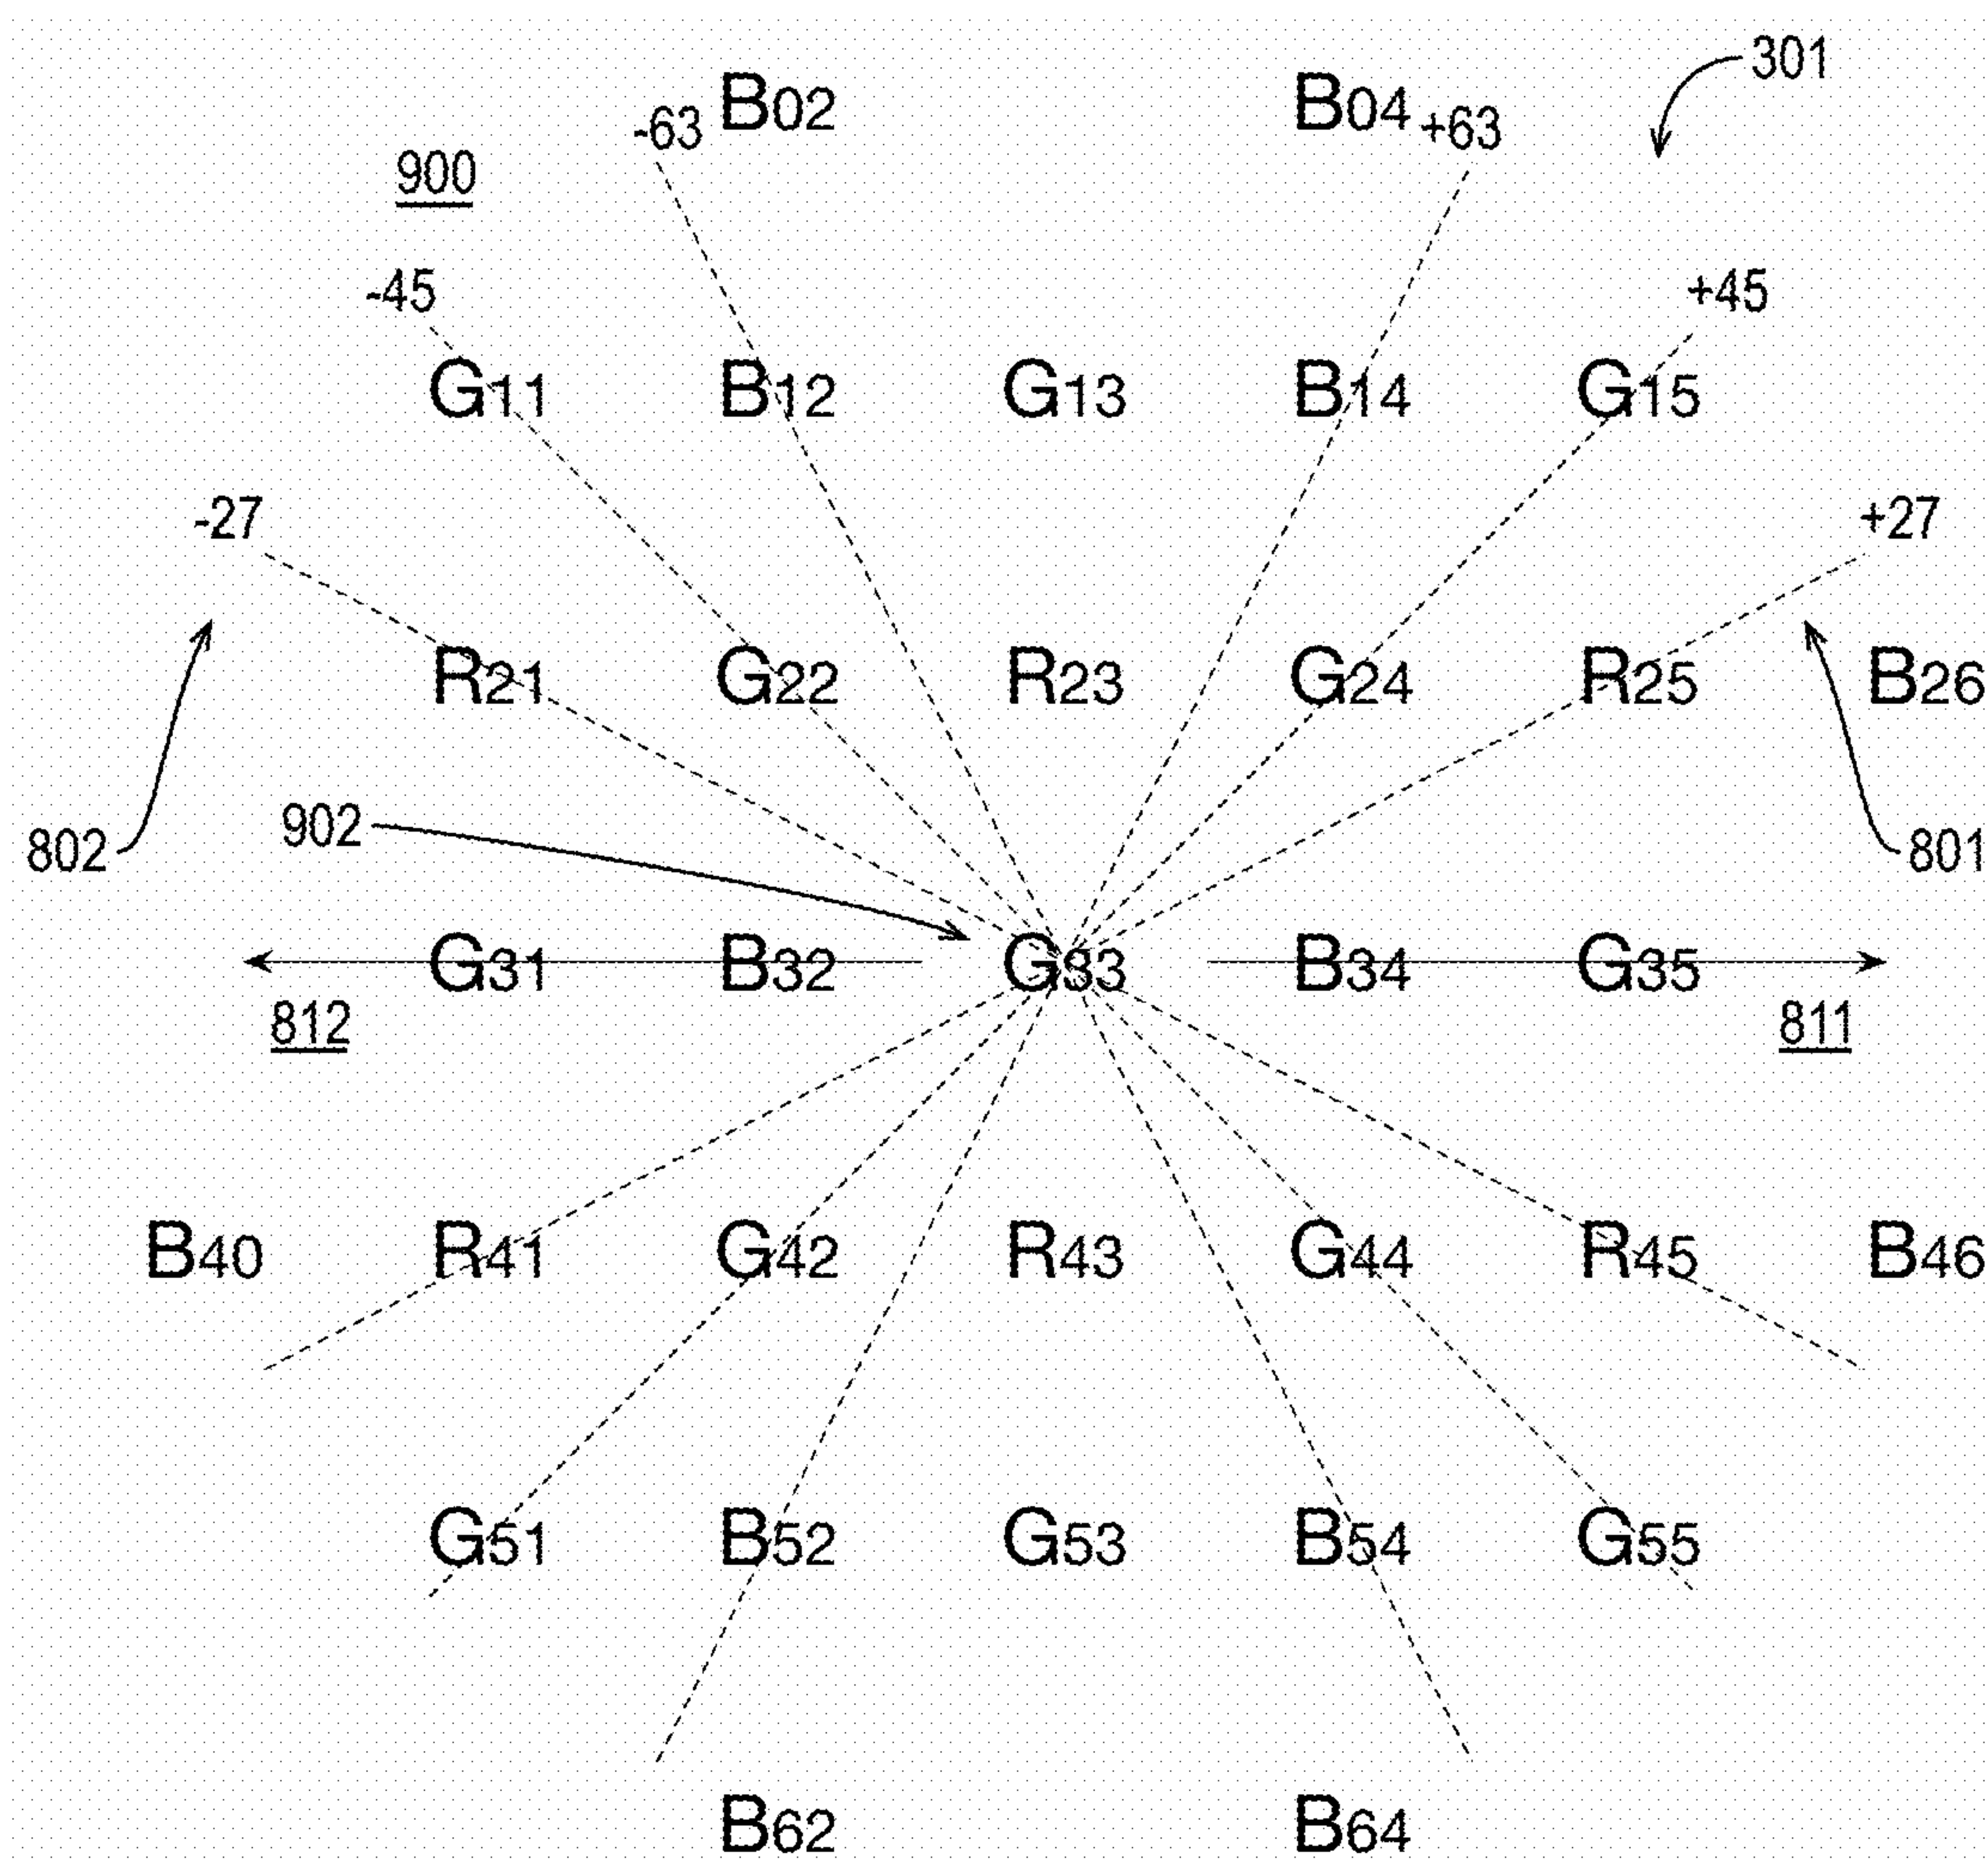 301
B02 B04
-63 +63
900
-45 +45
G11 B12 G13 B14 G15
-27 +27
R21 G22 R23 G24 R25 B26
902
802 801
G31 B32 G33 B34 G35
812 811
B40 R41 G42 R43 G44 R45 B46
G51 B52 G53 B54 G55
B62 B64